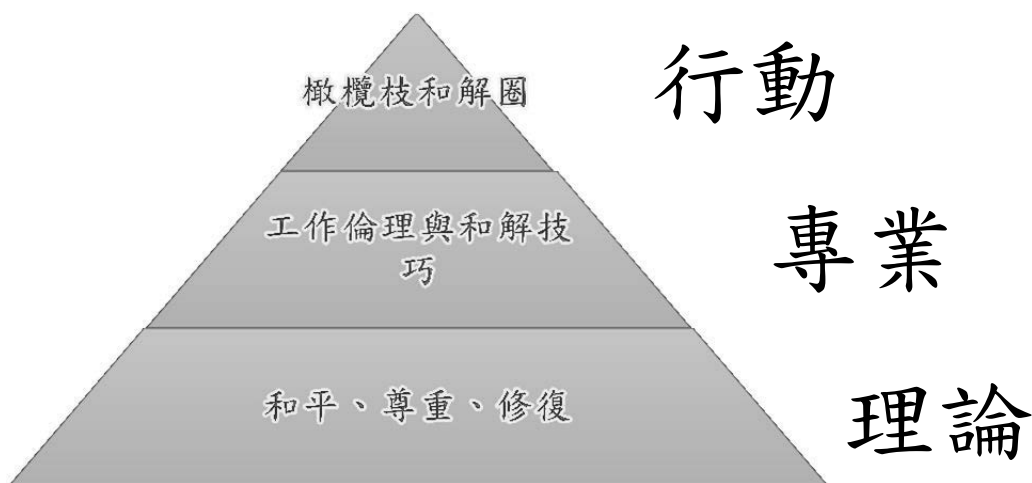 橄欖枝和解圈
行動
工作倫理與和解技
巧
專業
和平、尊重、修復
理論